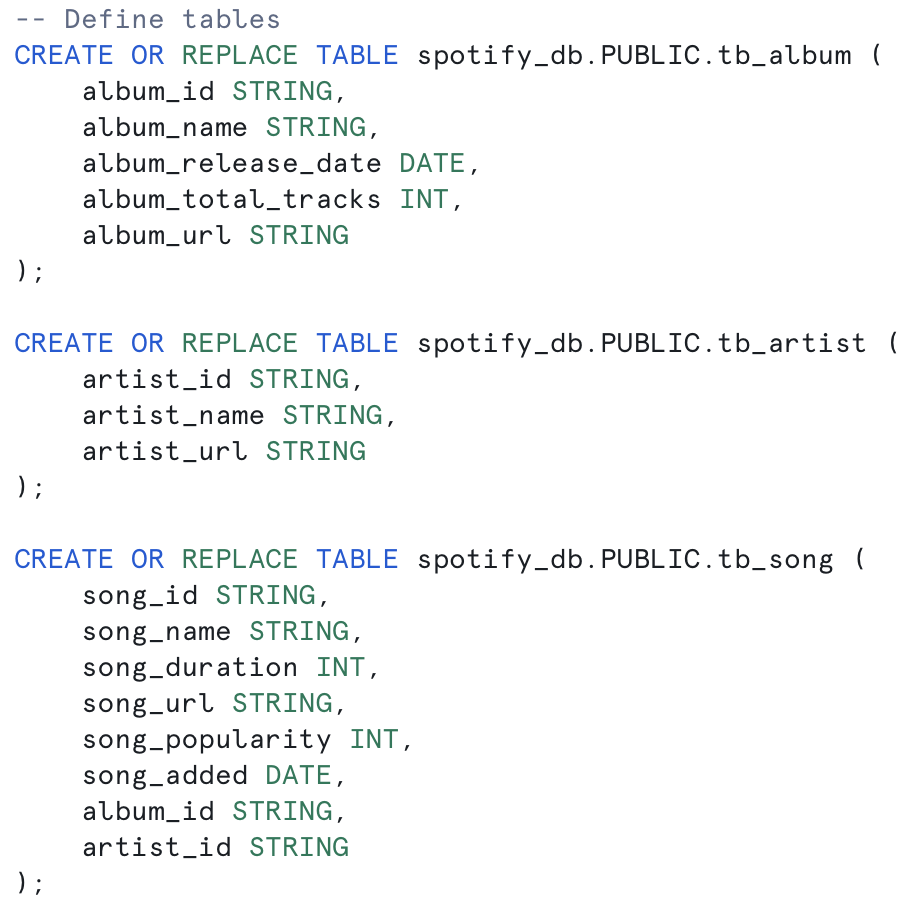 -- Define tables
CREATE OR REPLACE TABLE spotify_db.PUBLIC.tb_album (
    album_id STRING,
    album_name STRING,
    album_release_date DATE,
    album_total_tracks INT,
    album_url STRING
);

CREATE OR REPLACE TABLE spotify_db.PUBLIC.tb_artist (
    artist_id STRING,
    artist_name STRING,
    artist_url STRING
);

CREATE OR REPLACE TABLE spotify_db.PUBLIC.tb_song (
    song_id STRING,
    song_name STRING,
    song_duration INT,
    song_url STRING,
    song_popularity INT,
    song_added DATE,
    album_id STRING,
    artist_id STRING
);